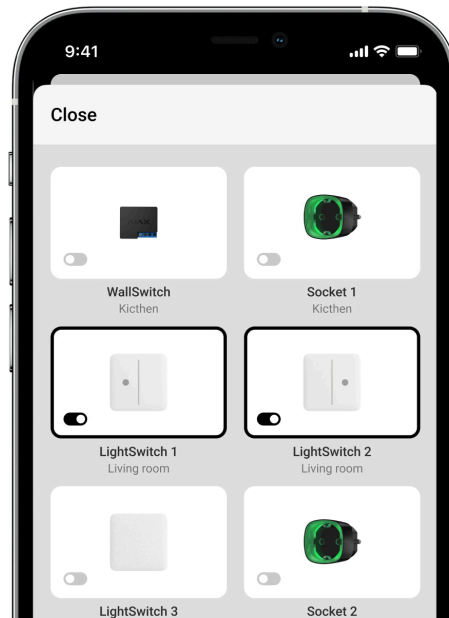 9:41
Close
AJAX
WallSwitch
Kicthen
Socket 1
Kicthen
LightSwitch 1
Living room
LightSwitch 2
Living room
LightSwitch 3
Socket 2